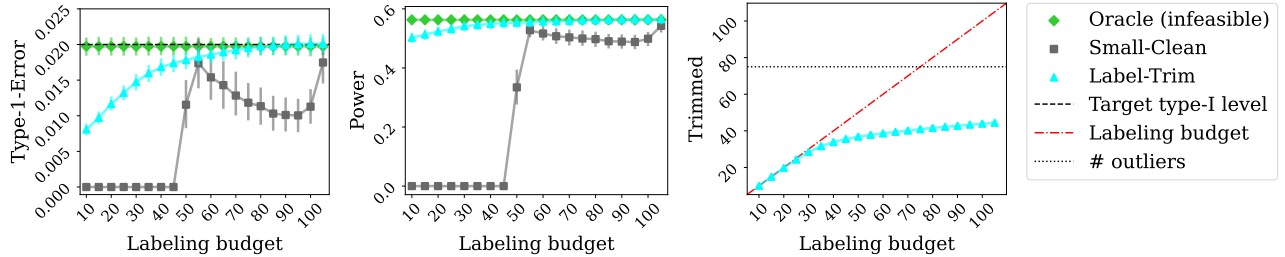 Type-1-Error
0.025
0.020
0.015
0.010
0.005
0.000
10 20 30 40 50 60 70 80 90 100
Labeling budget
Power
0.6
0.4
0.2
0.0
10 20 30 40 50 60 70 80 90 100
Labeling budget
Trimmed
100
80
60
40
20
10 20 30 40 50 60 70 80 90 100
Labeling budget
Oracle (infeasible)
Small-Clean
Label-Trim
Target type-I level
Labeling budget
# outliers